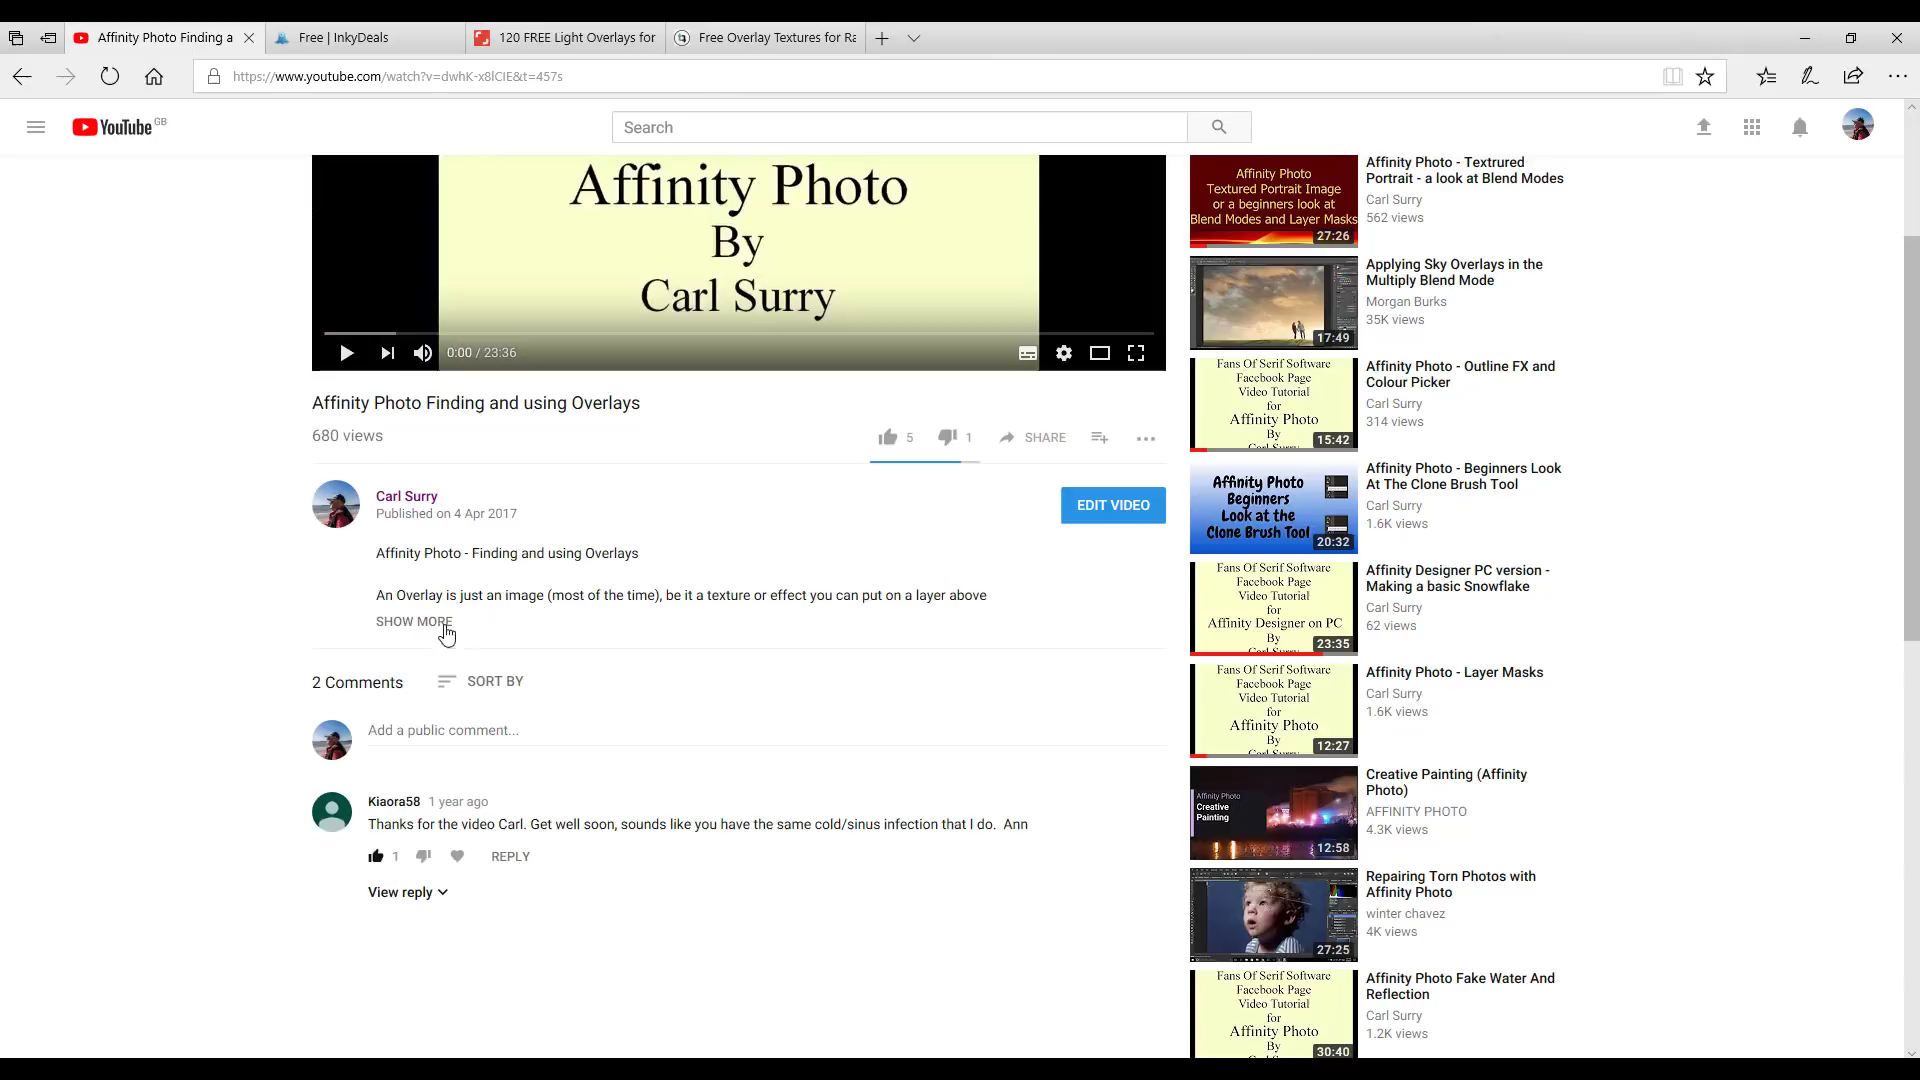 Affinity Photo Finding a
Free | InkyDeals
120 FREE Light Overlays for
Free Overlay Textures for Ra
https://www.youtube.com/watch?v=dwhK-x8lCIE&t=457s
YouTube GB
Search
Affinity Photo
By
Carl Surry
0:00 / 23:36
Affinity Photo Finding and using Overlays
680 views
5
1
SHARE
Carl Surry
Published on 4 Apr 2017
EDIT VIDEO
Affinity Photo - Finding and using Overlays
An Overlay is just an image (most of the time), be it a texture or effect you can put on a layer above
SHOW MORE
2 Comments
SORT BY
Add a public comment...
Kiaora58 1 year ago
Thanks for the video Carl. Get well soon, sounds like you have the same cold/sinus infection that I do. Ann
1
REPLY
View reply
Affinity Photo
Textured Portrait Image
or a beginners look at
Blend Modes and Layer Masks
27:26
Affinity Photo - Textrured
Portrait - a look at Blend Modes
Carl Surry
562 views
17:49
Applying Sky Overlays in the
Multiply Blend Mode
Morgan Burks
35K views
Fans Of Serif Software
Facebook Page
Video Tutorial
for
Affinity Photo
By
Carl Surry
15:42
Affinity Photo - Outline FX and
Colour Picker
Carl Surry
314 views
Affinity Photo
Beginners
Look at the
Clone Brush Tool
20:32
Affinity Photo - Beginners Look
At The Clone Brush Tool
Carl Surry
1.6K views
Fans Of Serif Software
Facebook Page
Video Tutorial
for
Affinity Designer on PC
By
Carl Surry
23:35
Affinity Designer PC version -
Making a basic Snowflake
Carl Surry
62 views
Fans Of Serif Software
Facebook Page
Video Tutorial
for
Affinity Photo
By
Carl Surry
12:27
Affinity Photo - Layer Masks
Carl Surry
1.6K views
Affinity Photo
Creative
Painting
12:58
Creative Painting (Affinity
Photo)
AFFINITY PHOTO
4.3K views
27:25
Repairing Torn Photos with
Affinity Photo
winter chavez
4K views
Fans Of Serif Software
Facebook Page
Video Tutorial
for
Affinity Photo
By
30:40
Affinity Photo Fake Water And
Reflection
Carl Surry
1.2K views